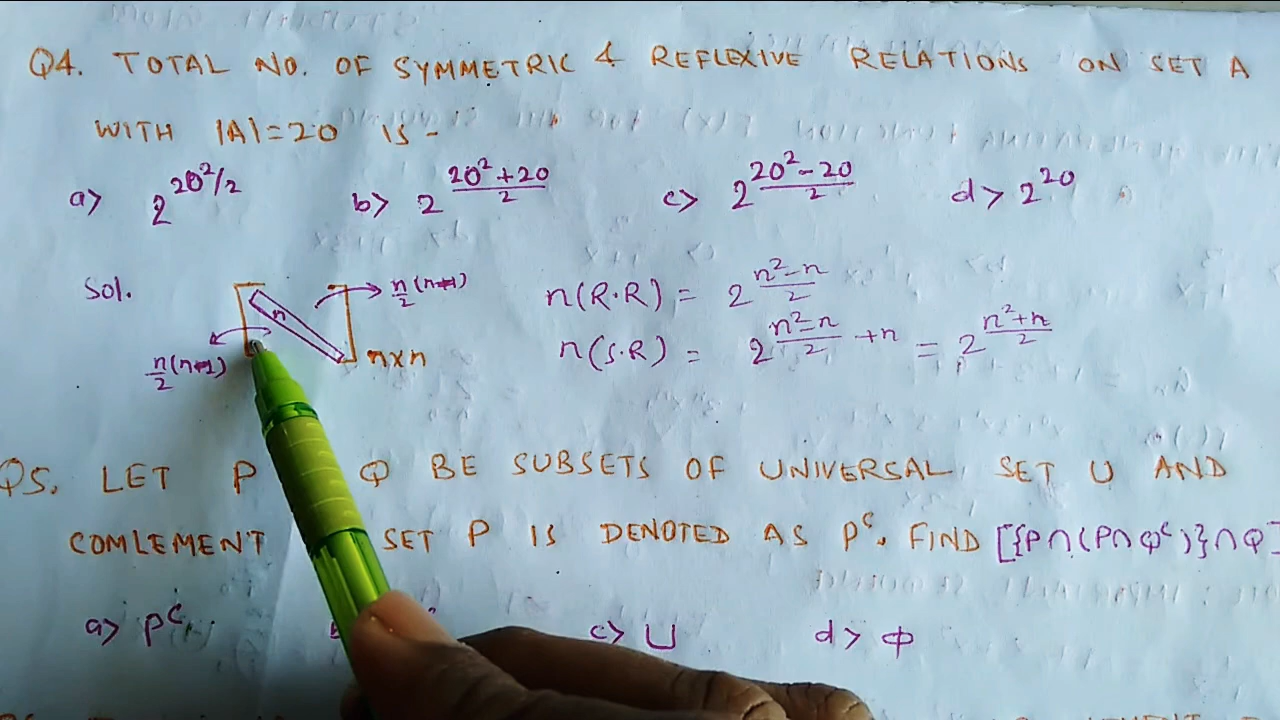 Q4. TOTAL NO. OF SYMMETRIC & REFLEXIVE RELATIONS ON SET A
WITH |A|=20 IS -
a> 2^(20²/2) b> 2^((20²+20)/2) c> 2^((20²-20)/2) d> 2^20
Sol. n n/2 (n-1) n/2 (n-1) n×n
n(R.R) = 2^((n²-n)/2)
n(S.R) = 2^((n²-n)/2 + n) = 2^((n²+n)/2)
Q5. LET P Q BE SUBSETS OF UNIVERSAL SET U AND
COMLEMENT SET P IS DENOTED AS P^c. FIND [{P∩(P∩Q^c)}∩Q]
a> P^c c> U d> Φ